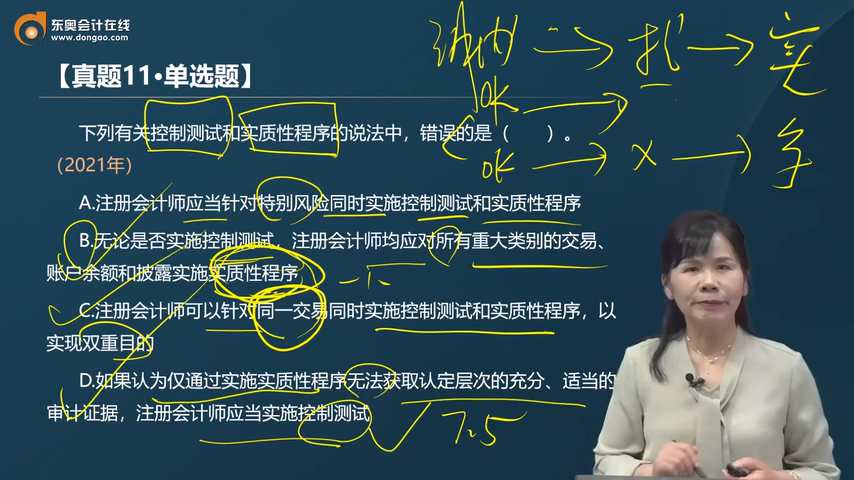 东奥会计在线
www.dongao.com
【真题11·单选题】
下列有关控制测试和实质性程序的说法中，错误的是（　　）。
（2021年）
A.注册会计师应当针对特别风险同时实施控制测试和实质性程序
B.无论是否实施控制测试，注册会计师均应对所有重大类别的交易、
账户余额和披露实施实质性程序
C.注册会计师可以针对同一交易同时实施控制测试和实质性程序，以
实现双重目的
D.如果认为仅通过实施实质性程序无法获取认定层次的充分、适当的
审计证据，注册会计师应当实施控制测试
OK
OK
7.5